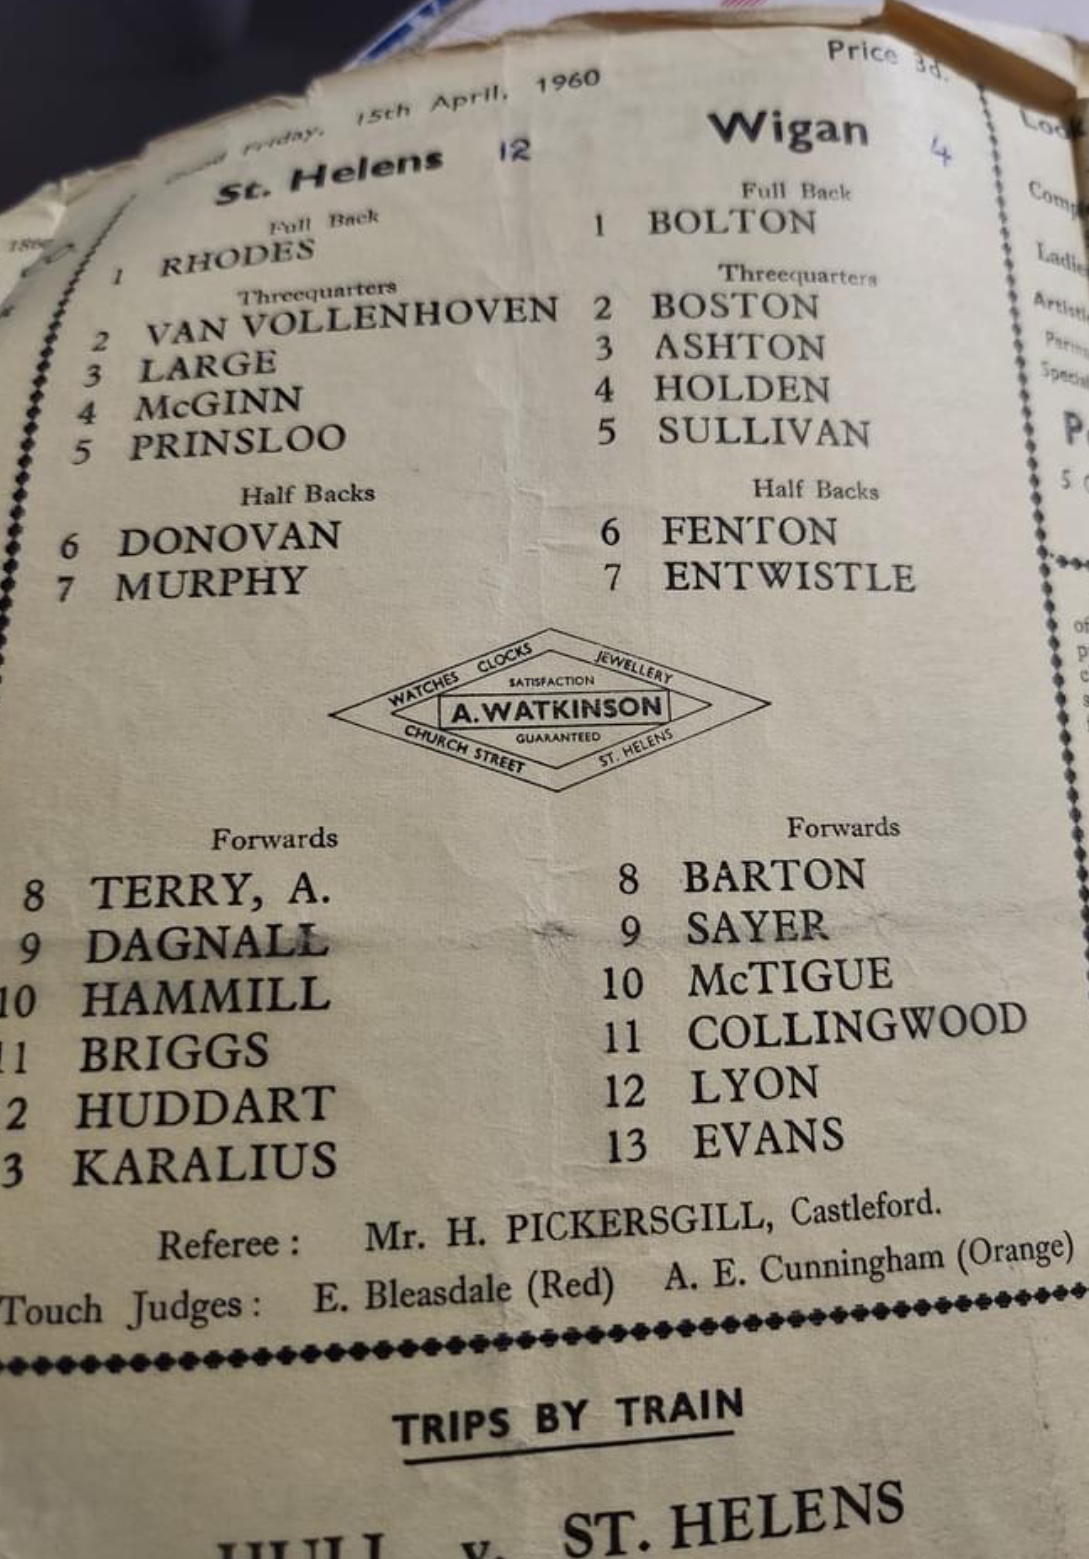 Price 3d.
Good Friday, 15th April, 1960
St. Helens 12
Full Back
1 RHODES
Threequarters
2 VAN VOLLENHOVEN
3 LARGE
4 McGINN
5 PRINSLOO
Half Backs
6 DONOVAN
7 MURPHY
Wigan 4
Full Back
1 BOLTON
Threequarters
2 BOSTON
3 ASHTON
4 HOLDEN
5 SULLIVAN
Half Backs
6 FENTON
7 ENTWISTLE
WATCHES CLOCKS JEWELLERY
SATISFACTION
A. WATKINSON
GUARANTEED
CHURCH STREET ST. HELENS
Forwards
8 TERRY, A.
9 DAGNALL
10 HAMMILL
11 BRIGGS
2 HUDDART
3 KARALIUS
Forwards
8 BARTON
9 SAYER
10 McTIGUE
11 COLLINGWOOD
12 LYON
13 EVANS
Referee : Mr. H. PICKERSGILL, Castleford.
Touch Judges : E. Bleasdale (Red) A. E. Cunningham (Orange)
TRIPS BY TRAIN
HULL v. ST. HELENS